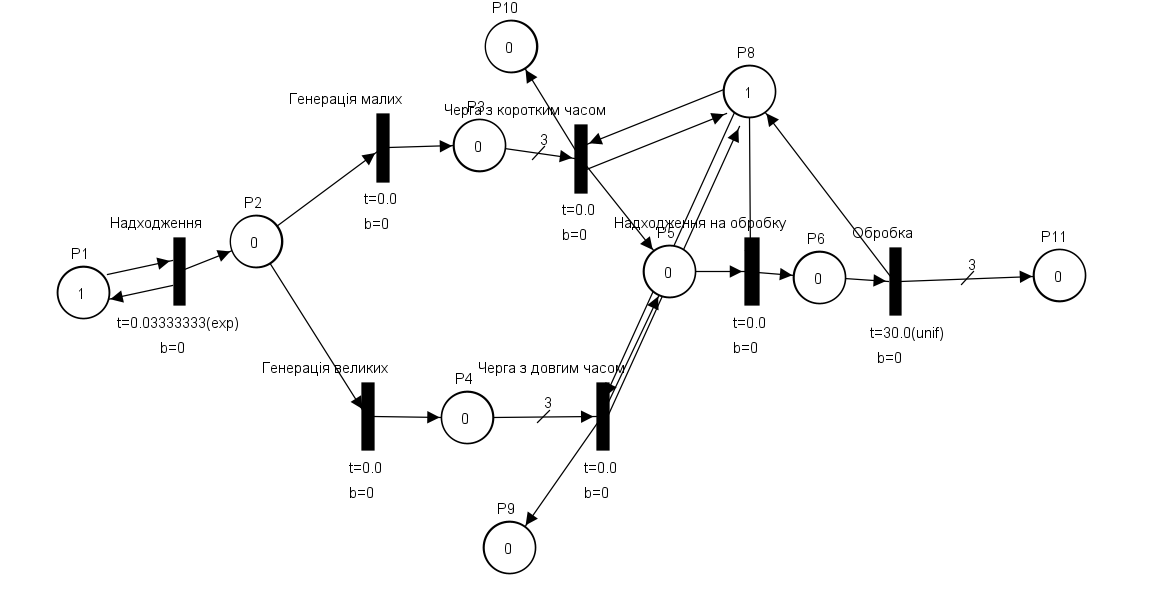 P10
0
P8
1
Генерація малих
P3
Черга з коротким часом
0
3
t=0.0
b=0
t=0.0
b=0
P2
0
Надходження
P1
1
t=0.03333333(exp)
b=0
Надходження на обробку
P5
0
t=0.0
b=0
P6
0
Обробка
t=30.0(unif)
b=0
3
P11
0
Генерація великих
t=0.0
b=0
P4
0
3
Черга з довгим часом
t=0.0
b=0
P9
0